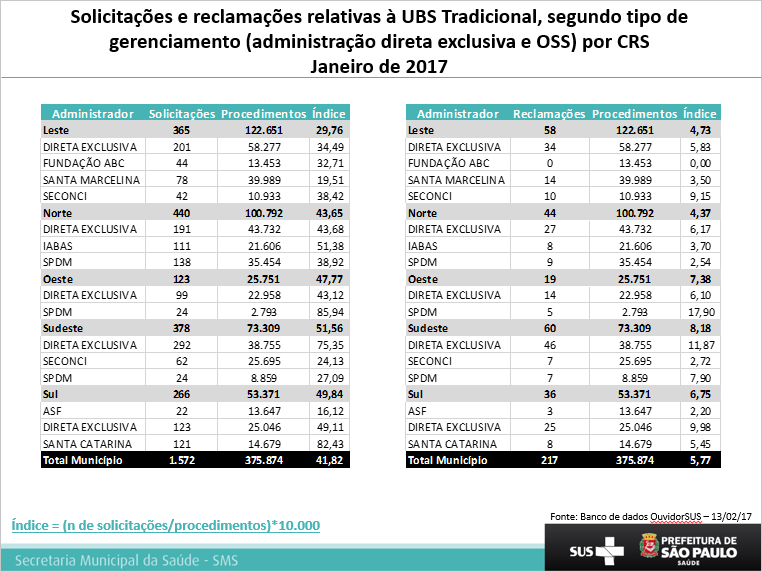 Solicitações e reclamações relativas à UBS Tradicional, segundo tipo de
gerenciamento (administração direta exclusiva e OSS) por CRS
Janeiro de 2017
Administrador Solicitações Procedimentos Índice
Leste 365 122.651 29,76
DIRETA EXCLUSIVA 201 58.277 34,49
FUNDAÇÃO ABC 44 13.453 32,71
SANTA MARCELINA 78 39.989 19,51
SECONCI 42 10.933 38,42
Norte 440 100.792 43,65
DIRETA EXCLUSIVA 191 43.732 43,68
IABAS 111 21.606 51,38
SPDM 138 35.454 38,92
Oeste 123 25.751 47,77
DIRETA EXCLUSIVA 99 22.958 43,12
SPDM 24 2.793 85,94
Sudeste 378 73.309 51,56
DIRETA EXCLUSIVA 292 38.755 75,35
SECONCI 62 25.695 24,13
SPDM 24 8.859 27,09
Sul 266 53.371 49,84
ASF 22 13.647 16,12
DIRETA EXCLUSIVA 123 25.046 49,11
SANTA CATARINA 121 14.679 82,43
Total Município 1.572 375.874 41,82
Administrador Reclamações Procedimentos Índice
Leste 58 122.651 4,73
DIRETA EXCLUSIVA 34 58.277 5,83
FUNDAÇÃO ABC 0 13.453 0,00
SANTA MARCELINA 14 39.989 3,50
SECONCI 10 10.933 9,15
Norte 44 100.792 4,37
DIRETA EXCLUSIVA 27 43.732 6,17
IABAS 8 21.606 3,70
SPDM 9 35.454 2,54
Oeste 19 25.751 7,38
DIRETA EXCLUSIVA 14 22.958 6,10
SPDM 5 2.793 17,90
Sudeste 60 73.309 8,18
DIRETA EXCLUSIVA 46 38.755 11,87
SECONCI 7 25.695 2,72
SPDM 7 8.859 7,90
Sul 36 53.371 6,75
ASF 3 13.647 2,20
DIRETA EXCLUSIVA 25 25.046 9,98
SANTA CATARINA 8 14.679 5,45
Total Município 217 375.874 5,77
Índice = (n de solicitações/procedimentos)*10.000
Fonte: Banco de dados OuvidorSUS – 13/02/17
Secretaria Municipal da Saúde - SMS
SUS
PREFEITURA DE
SÃO PAULO
SAÚDE